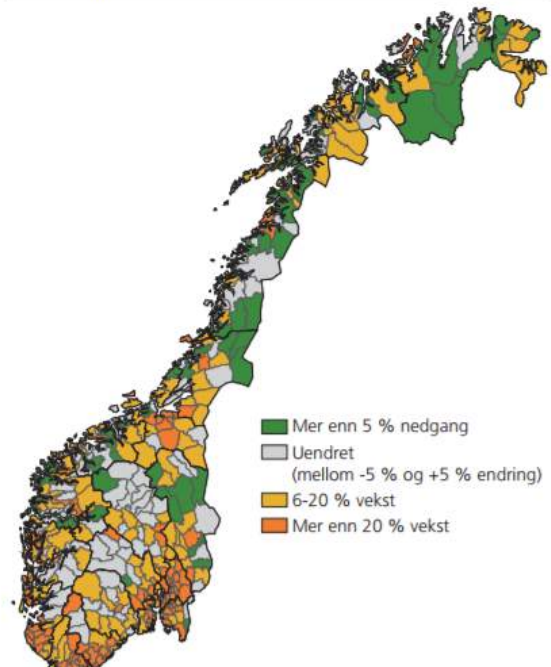 Mer enn 5 % nedgang
Uendret
(mellom -5 % og +5 % endring)
6-20 % vekst
Mer enn 20 % vekst